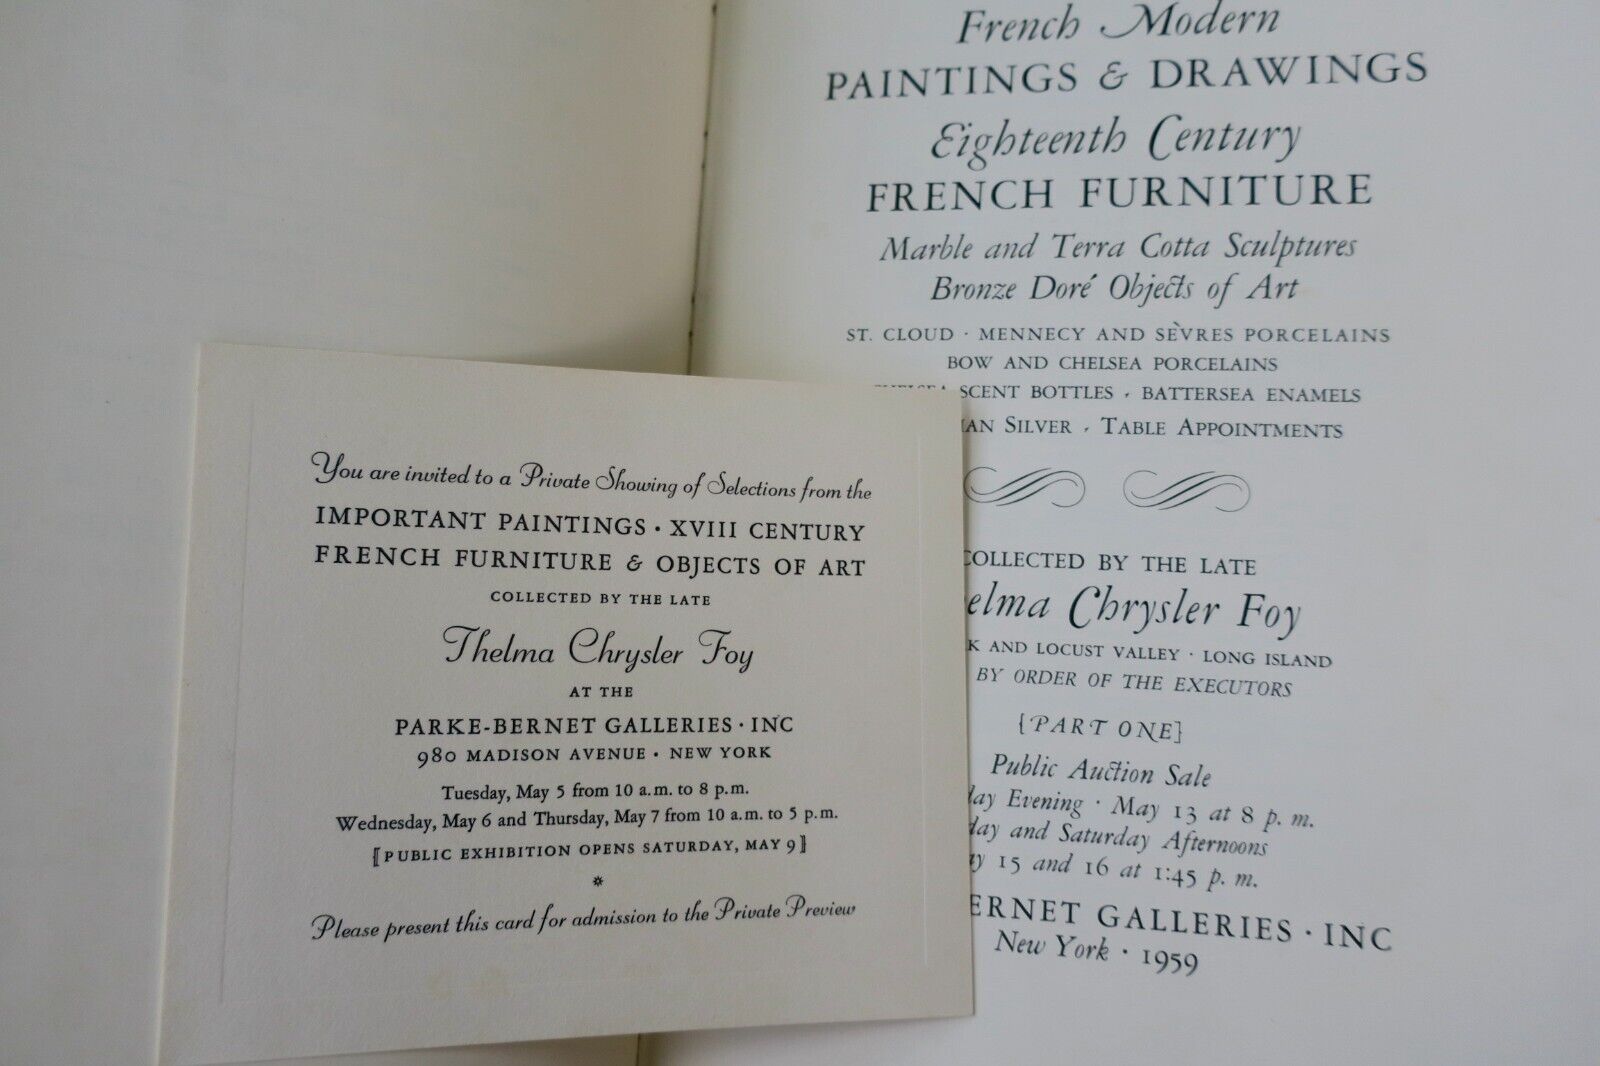 You are invited to a Private Showing of Selections from the
IMPORTANT PAINTINGS · XVIII CENTURY
FRENCH FURNITURE & OBJECTS OF ART
COLLECTED BY THE LATE
Thelma Chrysler Foy
AT THE
PARKE-BERNET GALLERIES · INC
980 MADISON AVENUE · NEW YORK
Tuesday, May 5 from 10 a.m. to 8 p.m.
Wednesday, May 6 and Thursday, May 7 from 10 a.m. to 5 p.m.
[PUBLIC EXHIBITION OPENS SATURDAY, MAY 9]
Please present this card for admission to the Private Preview
French Modern
PAINTINGS & DRAWINGS
Eighteenth Century
FRENCH FURNITURE
Marble and Terra Cotta Sculptures
Bronze Doré Objects of Art
ST. CLOUD · MENNECY AND SÈVRES PORCELAINS
BOW AND CHELSEA PORCELAINS
SCENT BOTTLES · BATTERSEA ENAMELS
SILVER · TABLE APPOINTMENTS
COLLECTED BY THE LATE
Chrysler Foy
AND LOCUST VALLEY · LONG ISLAND
BY ORDER OF THE EXECUTORS
{PART ONE}
Public Auction Sale
Evening · May 13 at 8 p. m.
and Saturday Afternoons
15 and 16 at 1:45 p. m.
GALLERIES · INC
New York · 1959